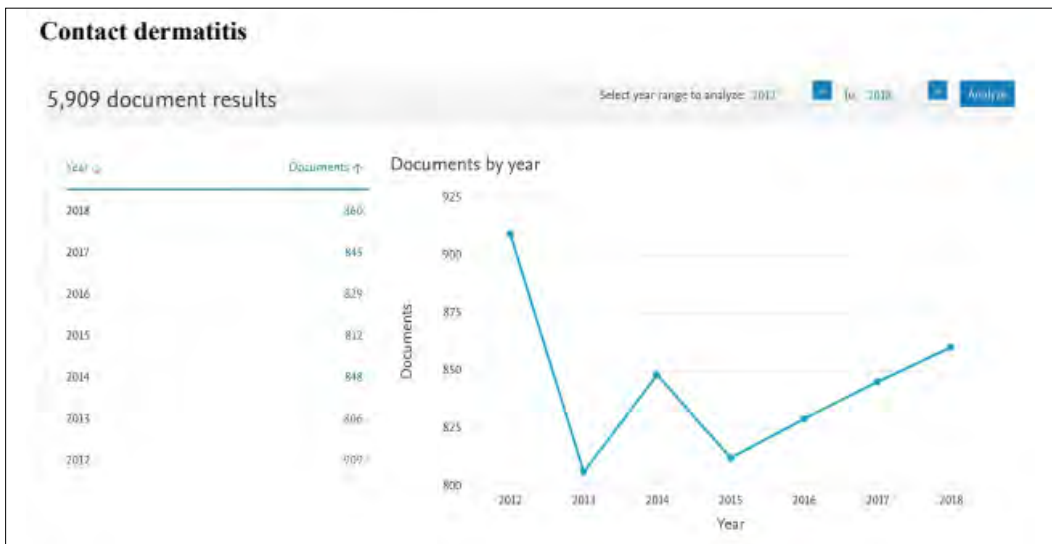 Contact dermatitis
5,909 document results
Select year range to analyze: 2012 to 2018 Analyze
Year Documents
2018 860
2017 845
2016 829
2015 812
2014 848
2013 806
2012 909
Documents by year
925
900
875
850
825
800
Documents
2012 2013 2014 2015 2016 2017 2018
Year